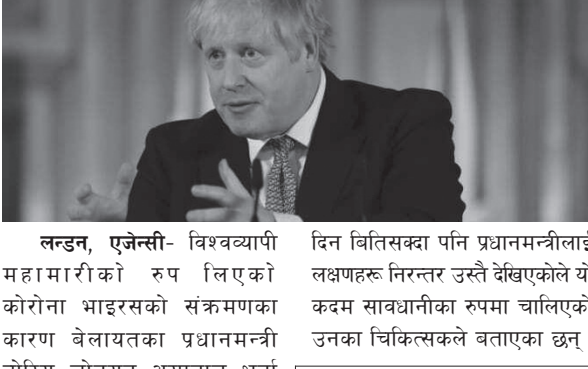 लन्डन, एजेन्सी- विश्वव्यापी
महामारीको रुप लिएको
कोरोना भाइरसको संक्रमणका
कारण बेलायतका प्रधानमन्त्री
दिन बितिसक्दा पनि प्रधानमन्त्रीलाई
लक्षणहरू निरन्तर उस्तै देखिएकोले यो
कदम सावधानीका रुपमा चालिएको
उनका चिकित्सकले बताएका छन्